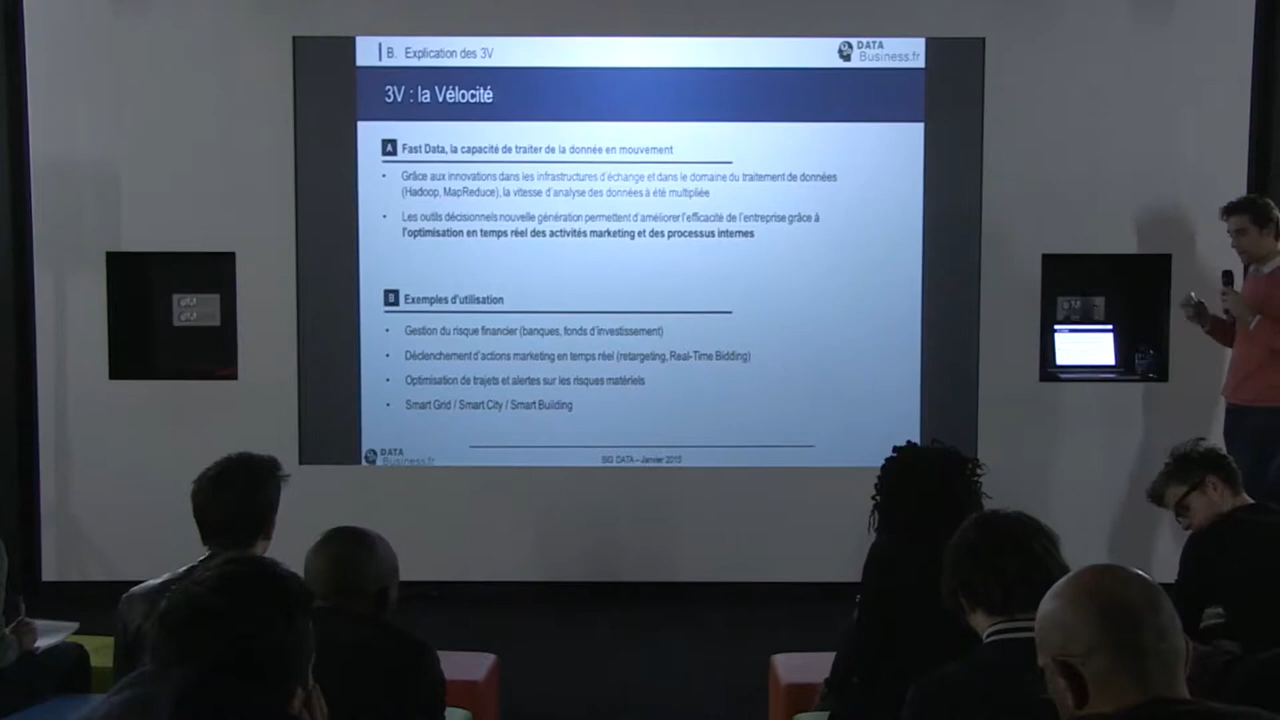 B. Explication des 3V
DATA
Business.fr
3V : la Vélocité
A Fast Data, la capacité de traiter de la donnée en mouvement
• Grâce aux innovations dans les infrastructures d'échange et dans le domaine du traitement de données
(Hadoop, MapReduce), la vitesse d'analyse des données à été multipliée
• Les outils décisionnels nouvelle génération permettent d'améliorer l'efficacité de l'entreprise grâce à
l'optimisation en temps réel des activités marketing et des processus internes
B Exemples d'utilisation
• Gestion du risque financier (banques, fonds d'investissement)
• Déclenchement d'actions marketing en temps réel (retargeting, Real-Time Bidding)
• Optimisation de trajets et alertes sur les risques matériels
• Smart Grid / Smart City / Smart Building
DATA
Business.fr
BIG DATA – Janvier 2013